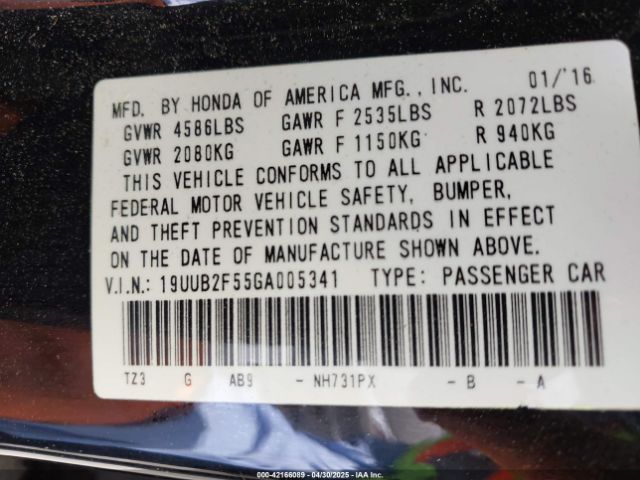 MFD. BY HONDA OF AMERICA MFG., INC. 01/'16
GVWR 4586LBS GAWR F 2535LBS R 2072LBS
GVWR 2080KG GAWR F 1150KG R 940KG
THIS VEHICLE CONFORMS TO ALL APPLICABLE
FEDERAL MOTOR VEHICLE SAFETY, BUMPER,
AND THEFT PREVENTION STANDARDS IN EFFECT
ON THE DATE OF MANUFACTURE SHOWN ABOVE.
V.I.N.: 19UUB2F55GA005341 TYPE: PASSENGER CAR
TZ3 G AB9 - NH731PX - B - A
000-42166089 - 04/30/2025 - IAA Inc.